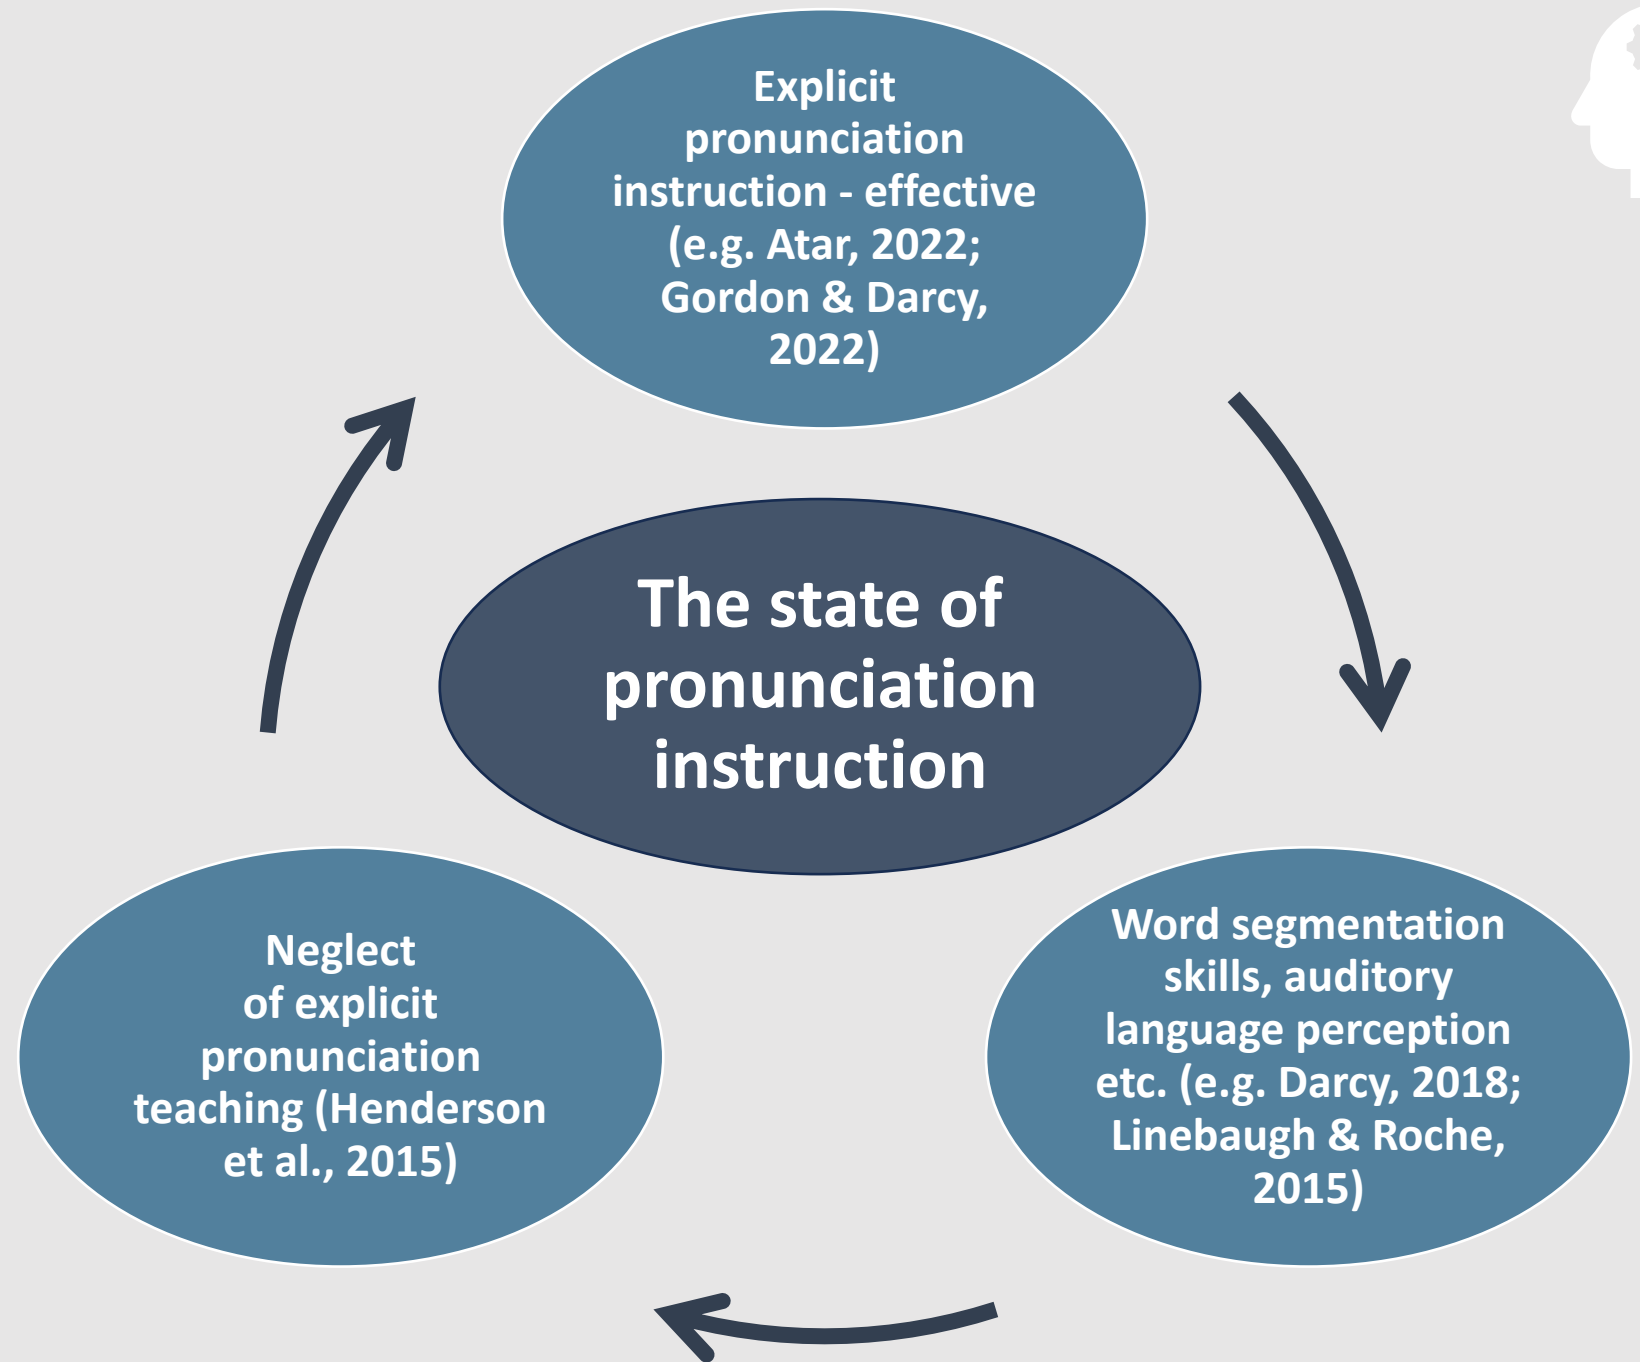 Explicit
pronunciation
instruction - effective
(e.g. Atar, 2022;
Gordon & Darcy,
2022)
The state of
pronunciation
instruction
Neglect
of explicit
pronunciation
teaching (Henderson
et al., 2015)
Word segmentation
skills, auditory
language perception
etc. (e.g. Darcy, 2018;
Linebaugh & Roche,
2015)